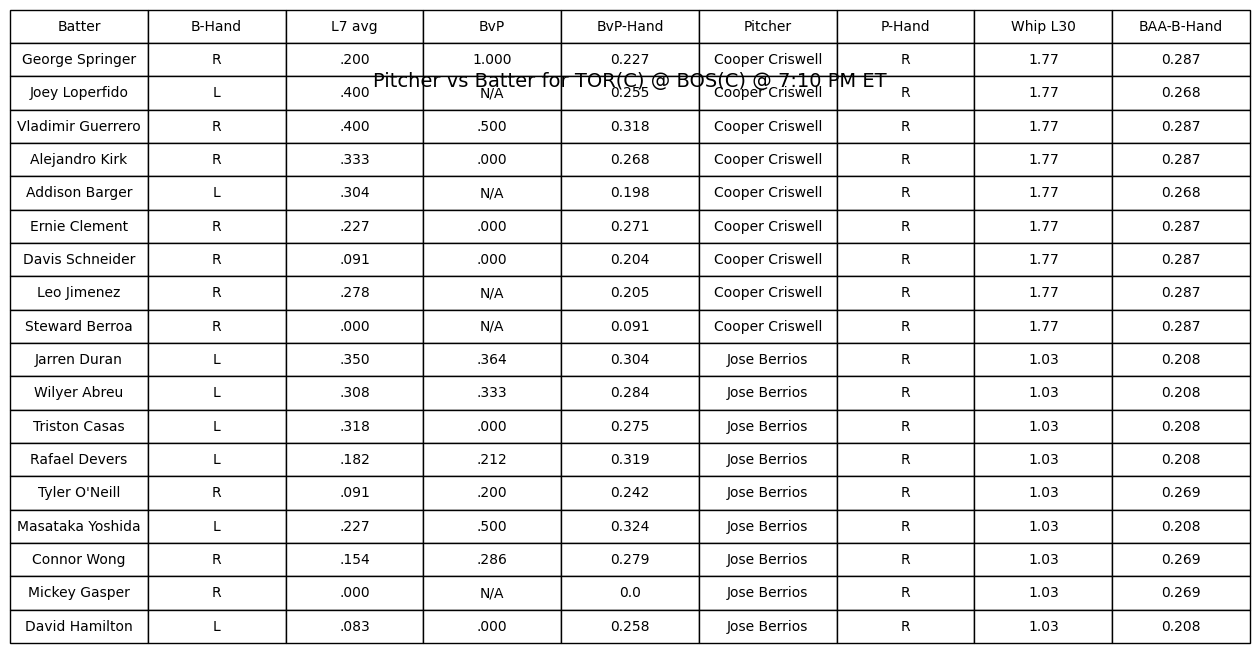 Batter B-Hand L7 avg BvP BvP-Hand Pitcher P-Hand Whip L30 BAA-B-Hand
George Springer R .200 1.000 0.227 Cooper Criswell R 1.77 0.287
Pitcher vs Batter for TOR(C) @ BOS(C) @ 7:10 PM ET
Joey Loperfido L .400 N/A 0.255 Cooper Criswell R 1.77 0.268
Vladimir Guerrero R .400 .500 0.318 Cooper Criswell R 1.77 0.287
Alejandro Kirk R .333 .000 0.268 Cooper Criswell R 1.77 0.287
Addison Barger L .304 N/A 0.198 Cooper Criswell R 1.77 0.268
Ernie Clement R .227 .000 0.271 Cooper Criswell R 1.77 0.287
Davis Schneider R .091 .000 0.204 Cooper Criswell R 1.77 0.287
Leo Jimenez R .278 N/A 0.205 Cooper Criswell R 1.77 0.287
Steward Berroa R .000 N/A 0.091 Cooper Criswell R 1.77 0.287
Jarren Duran L .350 .364 0.304 Jose Berrios R 1.03 0.208
Wilyer Abreu L .308 .333 0.284 Jose Berrios R 1.03 0.208
Triston Casas L .318 .000 0.275 Jose Berrios R 1.03 0.208
Rafael Devers L .182 .212 0.319 Jose Berrios R 1.03 0.208
Tyler O'Neill R .091 .200 0.242 Jose Berrios R 1.03 0.269
Masataka Yoshida L .227 .500 0.324 Jose Berrios R 1.03 0.208
Connor Wong R .154 .286 0.279 Jose Berrios R 1.03 0.269
Mickey Gasper R .000 N/A 0.0 Jose Berrios R 1.03 0.269
David Hamilton L .083 .000 0.258 Jose Berrios R 1.03 0.208